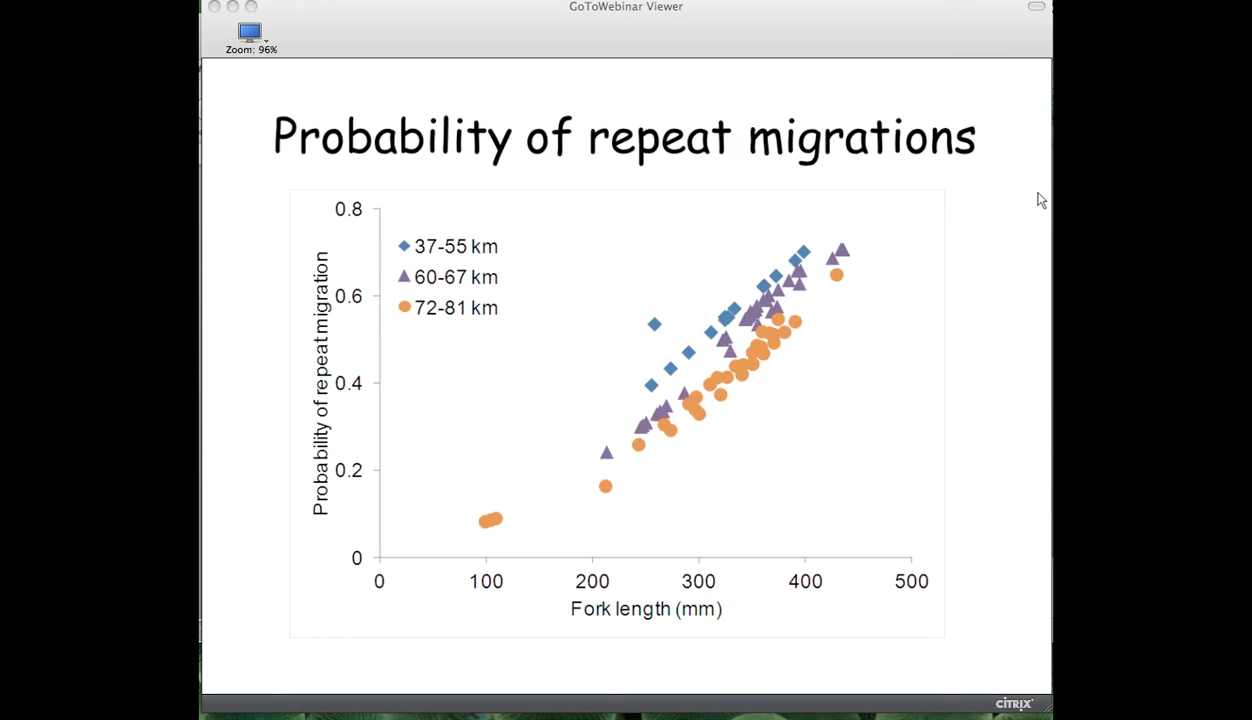 GoToWebinar Viewer
Zoom: 96%
Probability of repeat migrations
0.8
0.6
0.4
0.2
0
Probability of repeat migration
37-55 km
60-67 km
72-81 km
0 100 200 300 400 500
Fork length (mm)
CITRIX